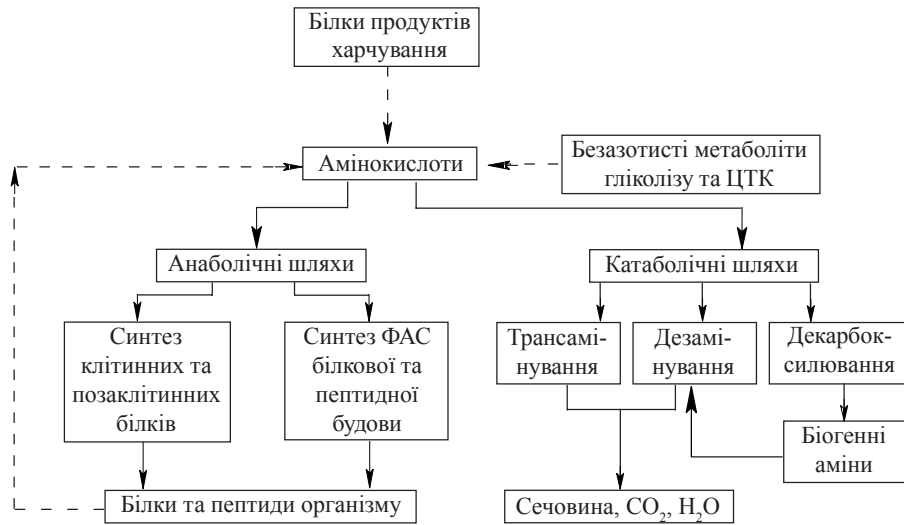 Білки продуктів
харчування
Амінокислоти
Безазотисті метаболіти
гліколізу та ЦТК
Анаболічні шляхи
Катаболічні шляхи
Синтез
клітинних та
позаклітинних
білків
Синтез ФАС
білкової та
пептидної
будови
Трансамі-
нування
Дезамі-
нування
Декарбок-
силювання
Біогенні
аміни
Білки та пептиди організму
Сечовина, CO₂, H₂O